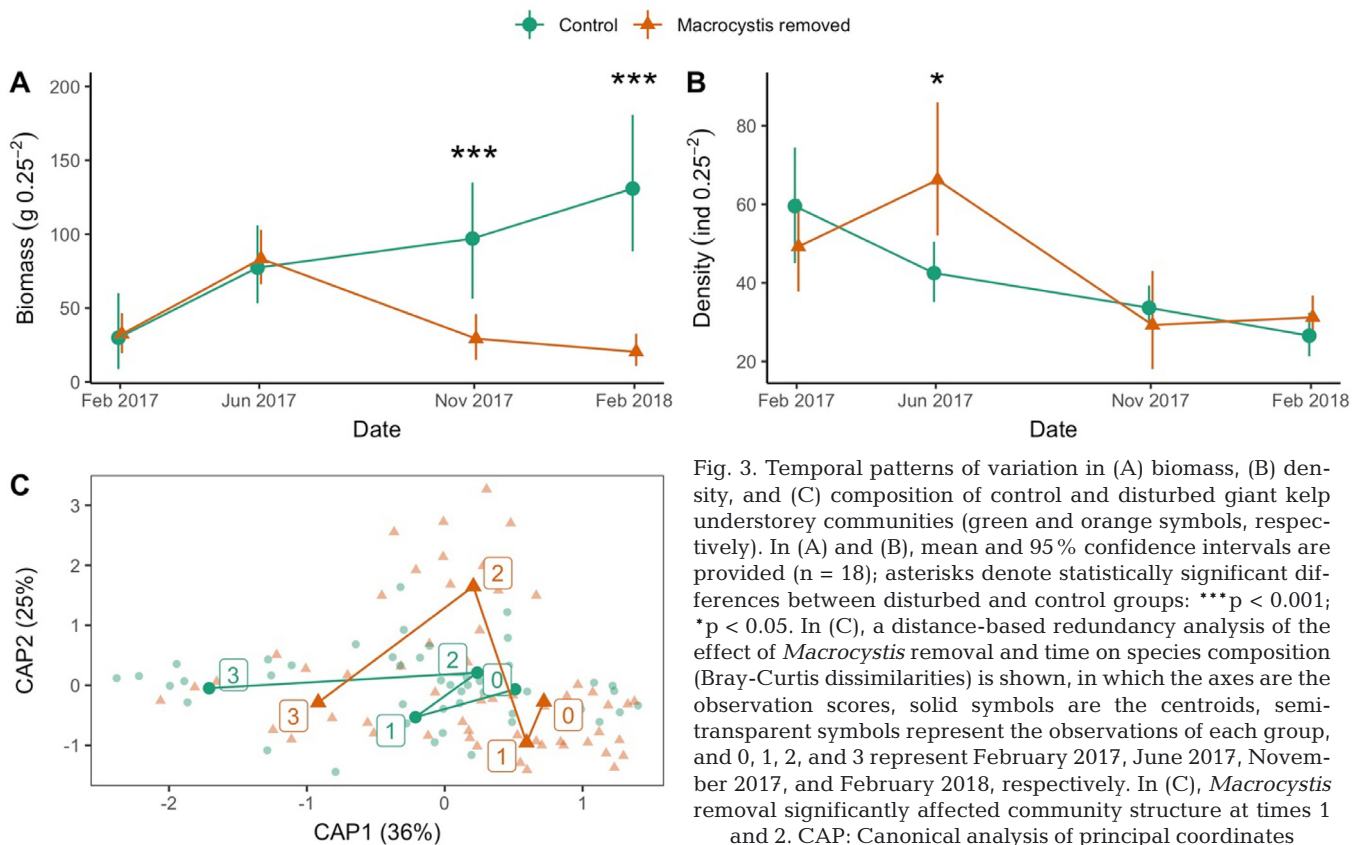 Control Macrocystis removed
A
***
***
Biomass (g 0.25⁻²)
200
150
100
50
0
Feb 2017 Jun 2017 Nov 2017 Feb 2018
Date
B
*
Density (ind 0.25⁻²)
80
60
40
20
Feb 2017 Jun 2017 Nov 2017 Feb 2018
Date
C
CAP2 (25%)
3
2
1
0
-1
2
3
2
0
3
0
1
1
-2 -1 0 1
CAP1 (36%)
Fig. 3. Temporal patterns of variation in (A) biomass, (B) den-
sity, and (C) composition of control and disturbed giant kelp
understorey communities (green and orange symbols, respec-
tively). In (A) and (B), mean and 95% confidence intervals are
provided (n = 18); asterisks denote statistically significant dif-
ferences between disturbed and control groups: ***p < 0.001;
*p < 0.05. In (C), a distance-based redundancy analysis of the
effect of Macrocystis removal and time on species composition
(Bray-Curtis dissimilarities) is shown, in which the axes are the
observation scores, solid symbols are the centroids, semi-
transparent symbols represent the observations of each group,
and 0, 1, 2, and 3 represent February 2017, June 2017, Novem-
ber 2017, and February 2018, respectively. In (C), Macrocystis
removal significantly affected community structure at times 1
and 2. CAP: Canonical analysis of principal coordinates